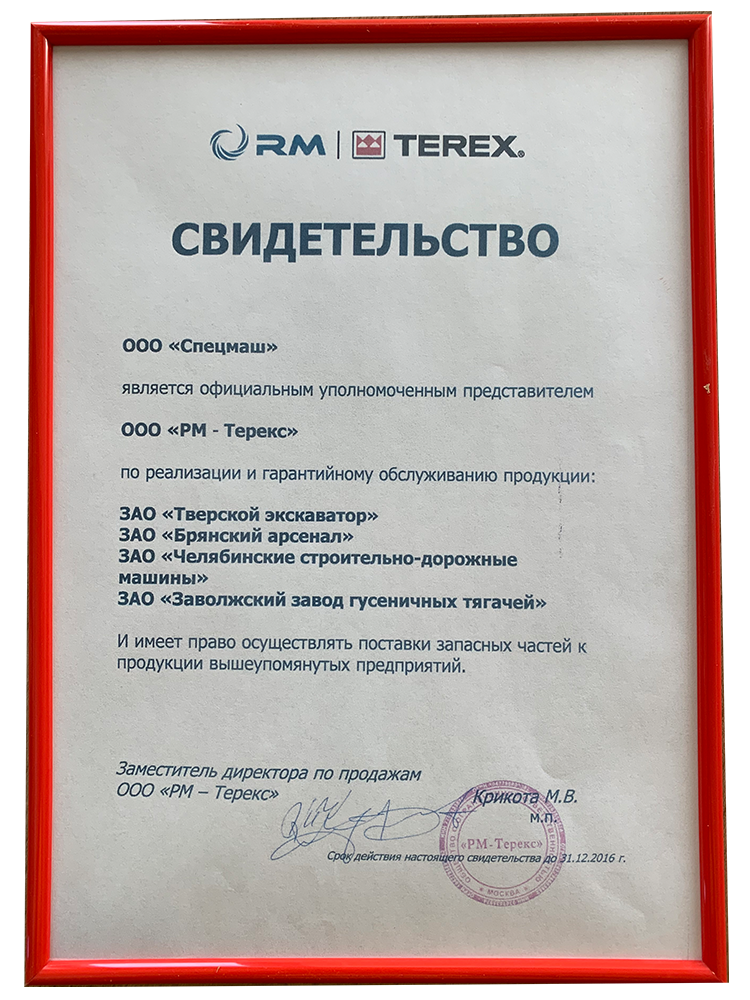 RM | TEREX®
СВИДЕТЕЛЬСТВО
ООО «Спецмаш»
является официальным уполномоченным представителем
ООО «РМ - Терекс»
по реализации и гарантийному обслуживанию продукции:
ЗАО «Тверской экскаватор»
ЗАО «Брянский арсенал»
ЗАО «Челябинские строительно-дорожные
машины»
ЗАО «Заволжский завод гусеничных тягачей»
И имеет право осуществлять поставки запасных частей к
продукции вышеупомянутых предприятий.
Заместитель директора по продажам
ООО «РМ – Терекс»
Крикота М.В.
м.п.
«РМ-Терекс»
МОСКВА
Срок действия настоящего свидетельства до 31.12.2016 г.